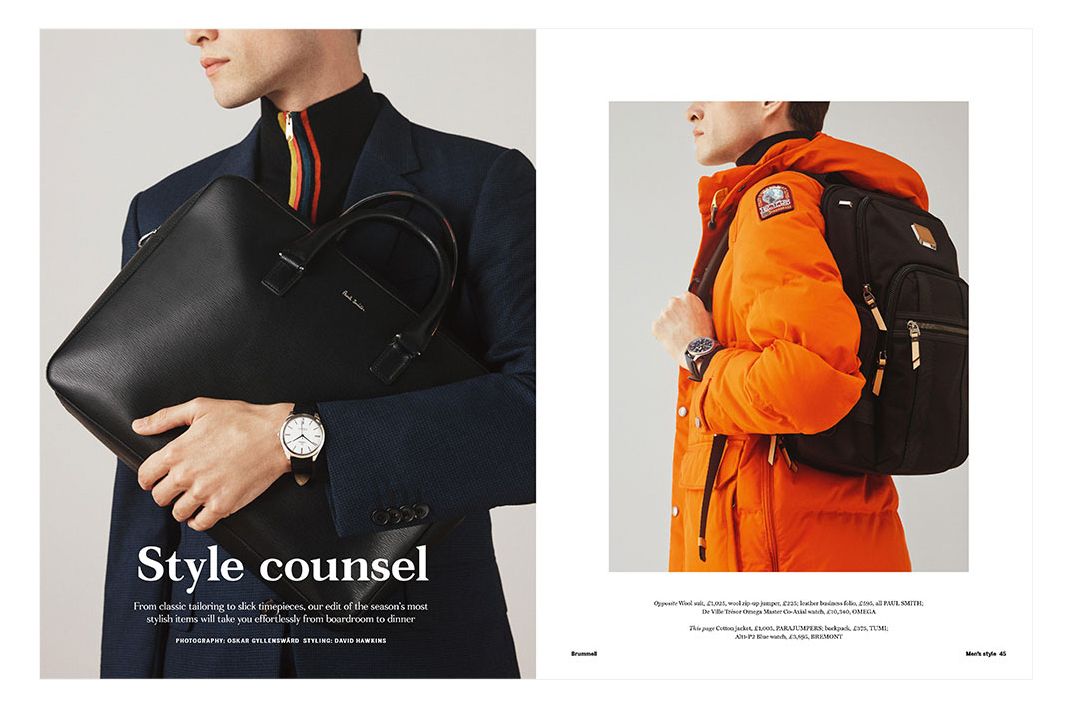 Paul Smith
Style counsel
From classic tailoring to slick timepieces, our edit of the season's most
stylish items will take you effortlessly from boardroom to dinner
PHOTOGRAPHY: OSKAR GYLLENSWÄRD STYLING: DAVID HAWKINS
Opposite Wool suit, £1,025, wool zip-up jumper, £225; leather business folio, £595, all PAUL SMITH;
De Ville Trésor Omega Master Co-Axial watch, £10,340, OMEGA
This page Cotton jacket, £1,005, PARAJUMPERS; backpack, £375, TUMI;
Alt1-P2 Blue watch, £3,895, BREMONT
Brummell
Men's style 45